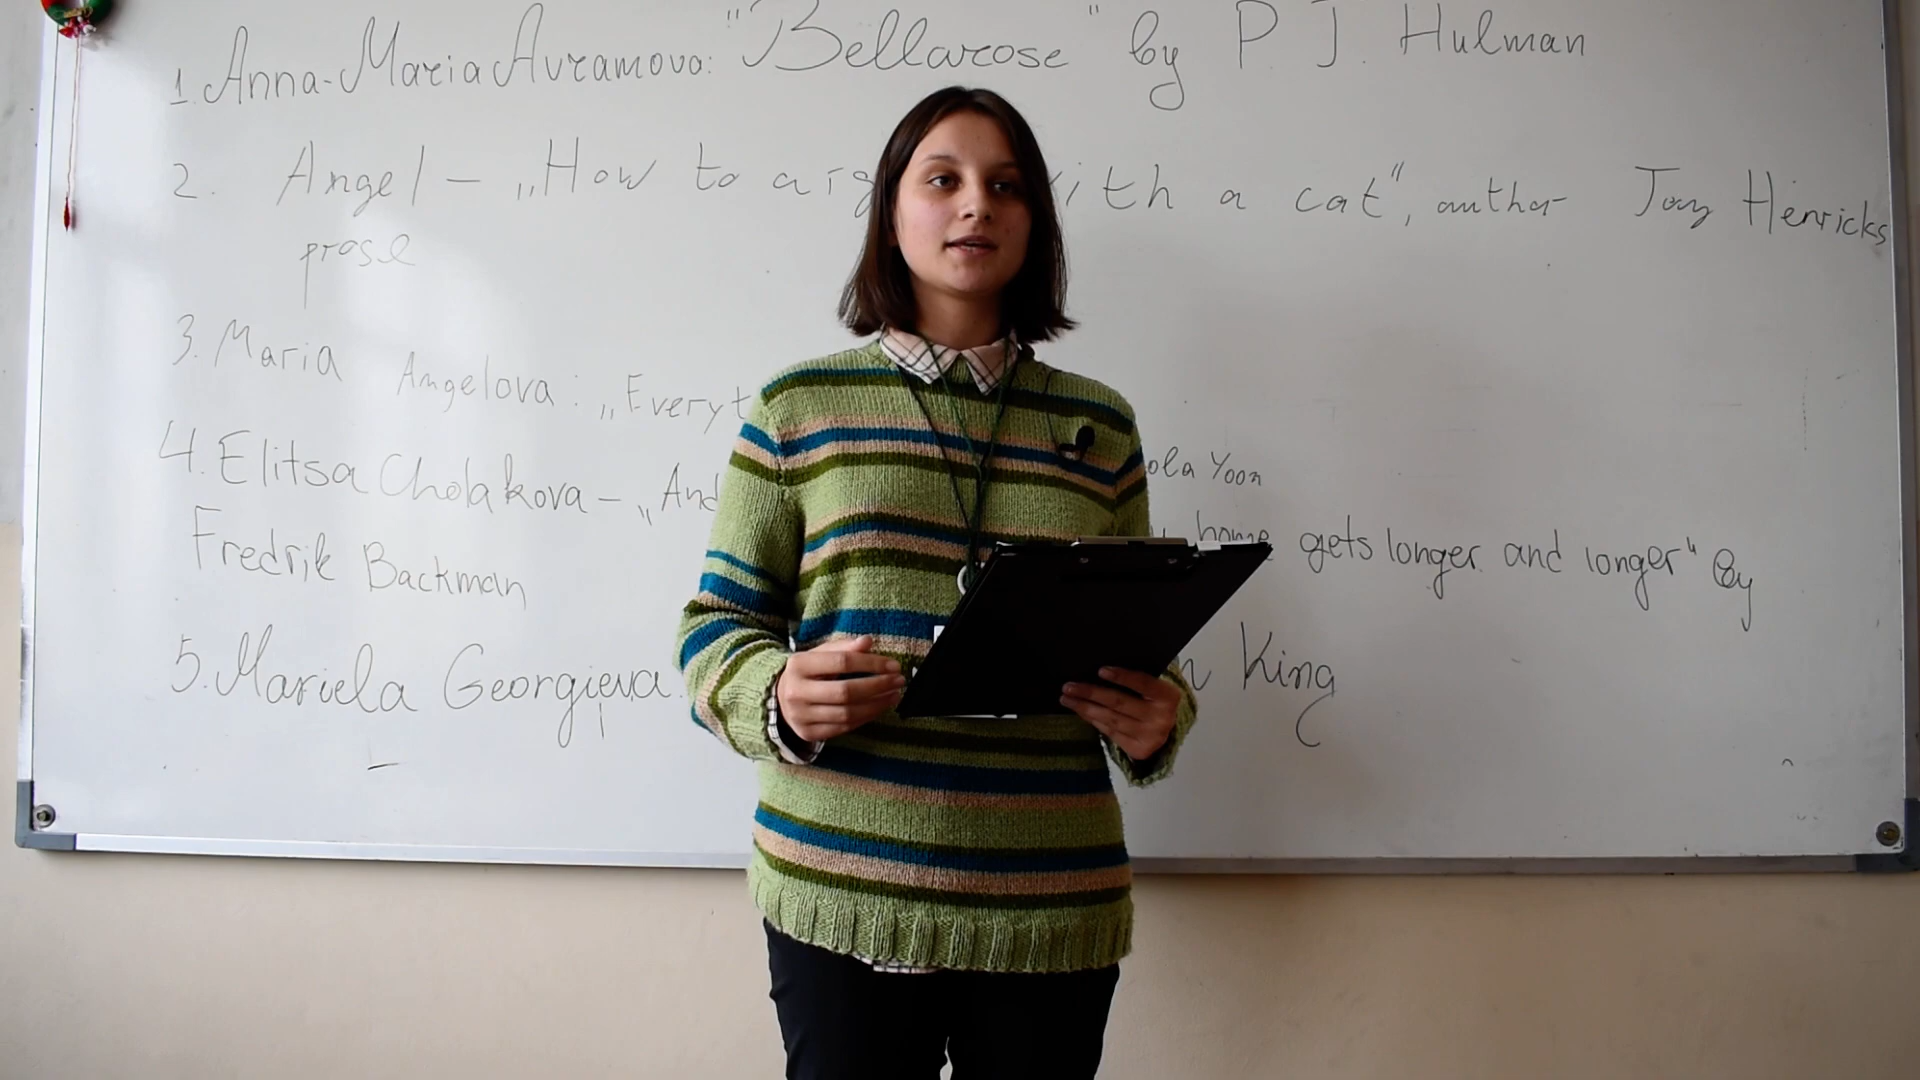 1. Anna-Maria Avramova: "Bellarose" by P. J. Hulman
2. Angel – „How to a with a cat", author Jay Henricks
prose
3. Maria Angelova: „Everyt ola Yoon
4. Elitsa Cholakova – „And home gets longer and longer" By
Fredrik Backman
5. Mariela Georgieva King